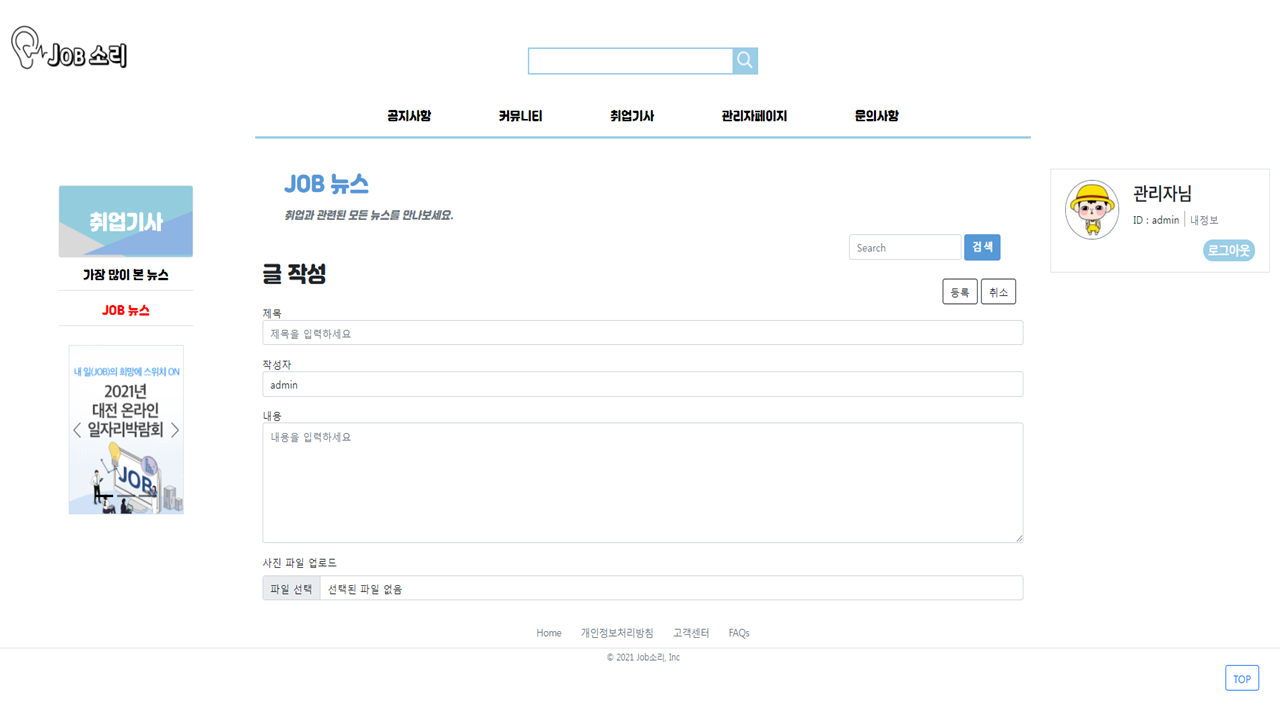 JOB 소리
공지사항 커뮤니티 취업기사 관리자페이지 문의사항
취업기사
가장 많이 본 뉴스
JOB 뉴스
내 일(JOB)의 희망에 스위치 ON
2021년
대전 온라인
일자리박람회
JOB
JOB 뉴스
취업과 관련된 모든 뉴스를 만나보세요.
Search 검색
글 작성
등록 취소
제목
제목을 입력하세요
작성자
admin
내용
내용을 입력하세요
사진 파일 업로드
파일 선택 선택된 파일 없음
관리자님
ID : admin 내정보
로그아웃
Home 개인정보처리방침 고객센터 FAQs
© 2021 Job소리, Inc
TOP